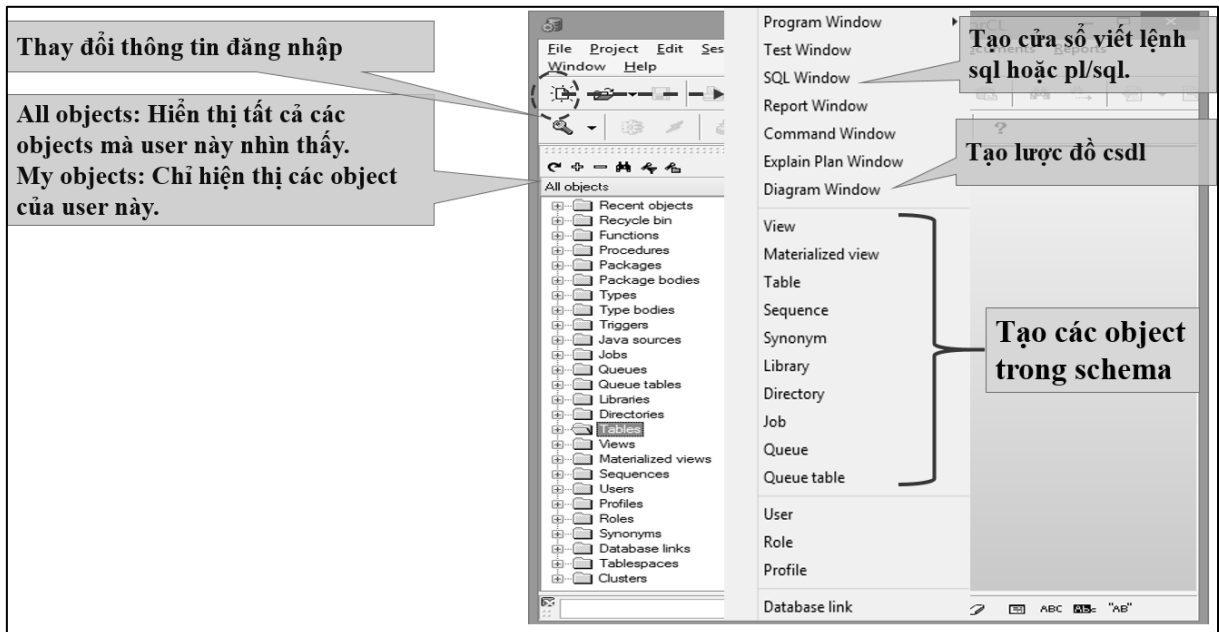 Thay đổi thông tin đăng nhập
All objects: Hiển thị tất cả các
objects mà user này nhìn thấy.
My objects: Chỉ hiện thị các object
của user này.
File Project Edit Ses
Window Help
All objects
Recent objects
Recycle bin
Functions
Procedures
Packages
Package bodies
Types
Type bodies
Triggers
Java sources
Jobs
Queues
Queue tables
Libraries
Directories
Tables
Views
Materialized views
Sequences
Users
Profiles
Roles
Synonyms
Database links
Tablespaces
Clusters
Program Window
Test Window
SQL Window
Report Window
Command Window
Explain Plan Window
Diagram Window
View
Materialized view
Table
Sequence
Synonym
Library
Directory
Job
Queue
Queue table
User
Role
Profile
Database link
Tạo cửa sổ viết lệnh
sql hoặc pl/sql.
Tạo lược đồ csdl
Tạo các object
trong schema
ABC
"AB"